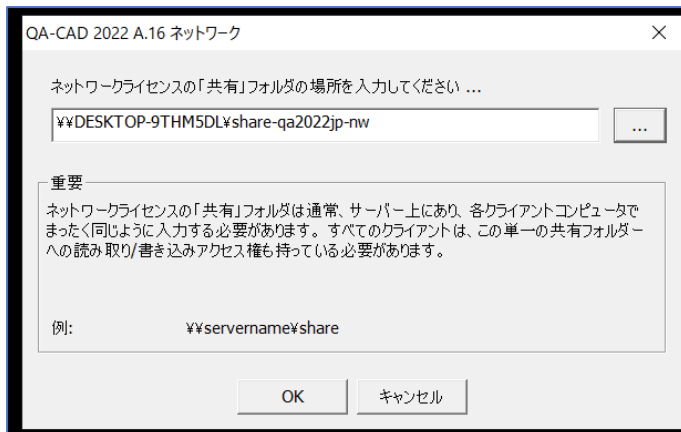 QA-CAD 2022 A.16 ネットワーク
ネットワークライセンスの「共有」フォルダの場所を入力してください ...
¥¥DESKTOP-9THM5DL¥share-qa2022jp-nw
...
重要
ネットワークライセンスの「共有」フォルダは通常、サーバー上にあり、各クライアントコンピュータで
まったく同じように入力する必要があります。すべてのクライアントは、この単一の共有フォルダー
への読み取り/書き込みアクセス権も持っている必要があります。
例: ¥¥servername¥share
OK キャンセル